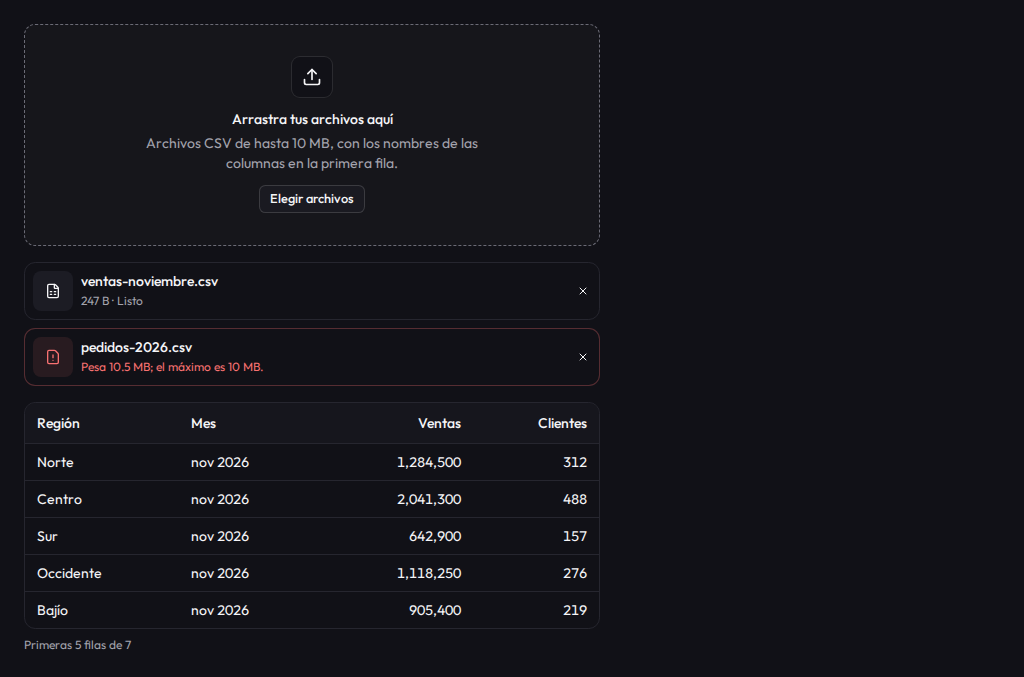 Arrastra tus archivos aquí
Archivos CSV de hasta 10 MB, con los nombres de las
columnas en la primera fila.
Elegir archivos
ventas-noviembre.csv
247 B · Listo
pedidos-2026.csv
Pesa 10.5 MB; el máximo es 10 MB.
Región Mes Ventas Clientes
Norte nov 2026 1,284,500 312
Centro nov 2026 2,041,300 488
Sur nov 2026 642,900 157
Occidente nov 2026 1,118,250 276
Bajío nov 2026 905,400 219
Primeras 5 filas de 7